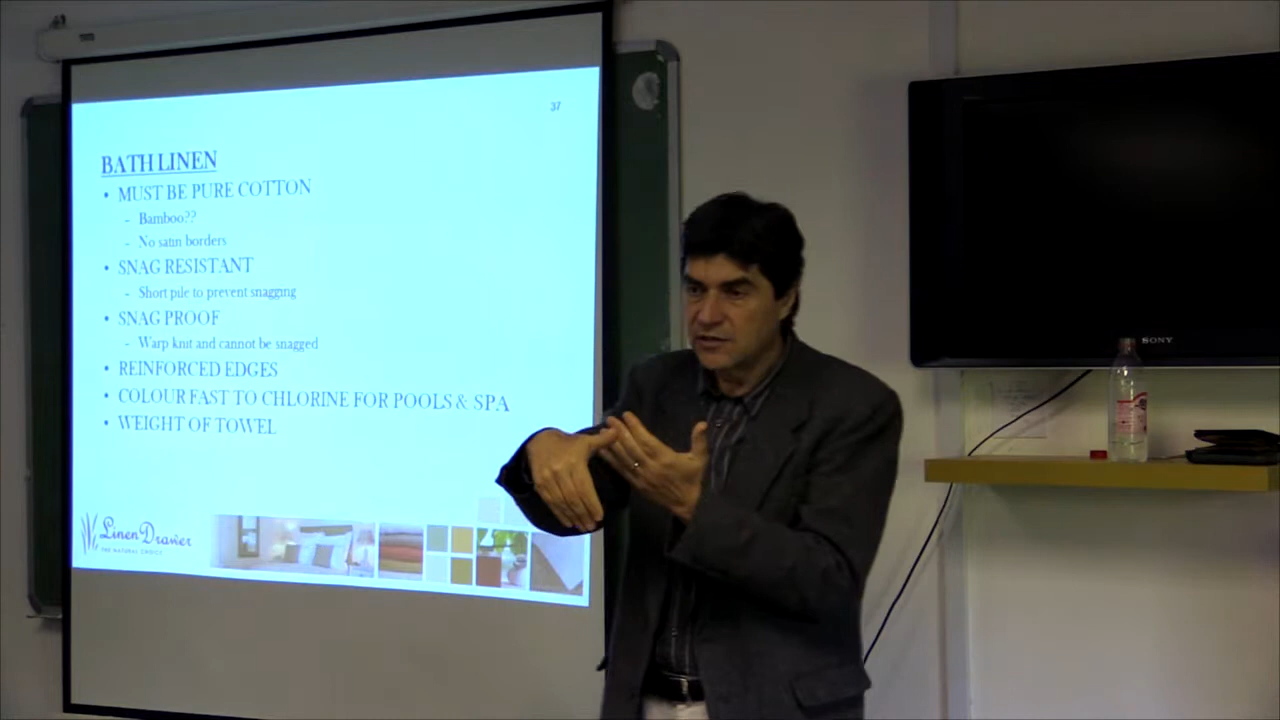 37
BATH LINEN
• MUST BE PURE COTTON
– Bamboo??
– No satin borders
• SNAG RESISTANT
– Short pile to prevent snagging
• SNAG PROOF
– Warp knit and cannot be snagged
• REINFORCED EDGES
• COLOUR FAST TO CHLORINE FOR POOLS & SPA
• WEIGHT OF TOWEL
Linen Drawer
THE NATURAL CHOICE
SONY